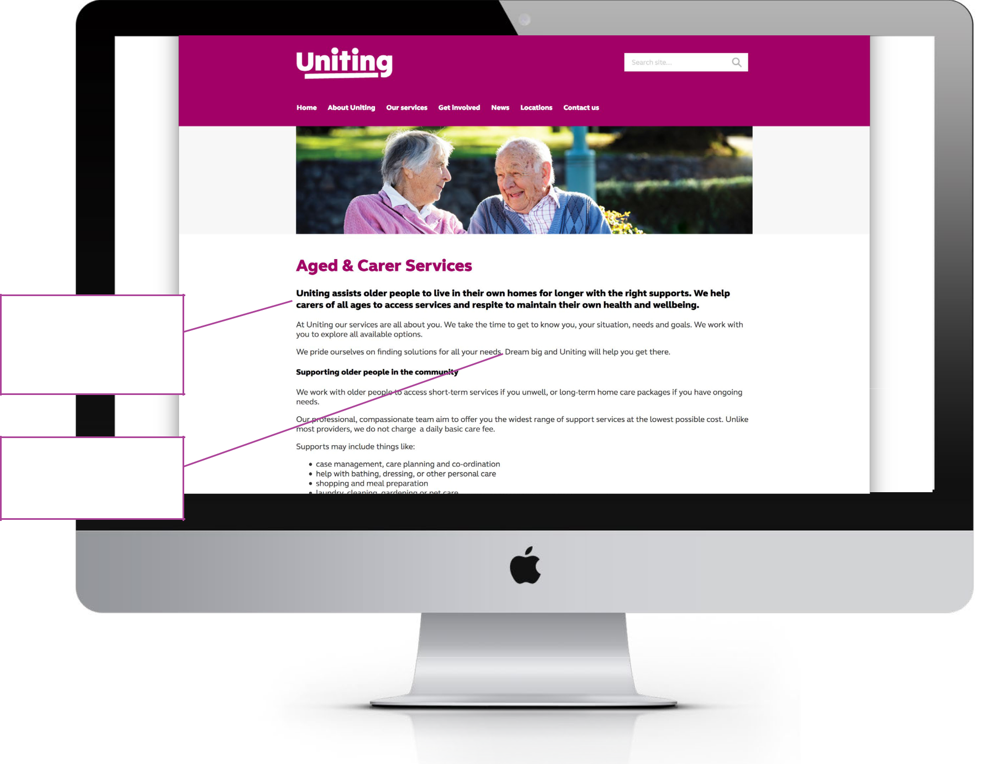 Uniting
Search site...
Home About Uniting Our services Get involved News Locations Contact us
Aged & Carer Services
Uniting assists older people to live in their own homes for longer with the right supports. We help
carers of all ages to access services and respite to maintain their own health and wellbeing.
At Uniting our services are all about you. We take the time to get to know you, your situation, needs and goals. We work with
you to explore all available options.
We pride ourselves on finding solutions for all your needs. Dream big and Uniting will help you get there.
Supporting older people in the community
We work with older people to access short-term services if you unwell, or long-term home care packages if you have ongoing
needs.
Our professional, compassionate team aim to offer you the widest range of support services at the lowest possible cost. Unlike
most providers, we do not charge a daily basic care fee.
Supports may include things like:
• case management, care planning and co-ordination
• help with bathing, dressing, or other personal care
• shopping and meal preparation
• laundry, cleaning, gardening or pet care